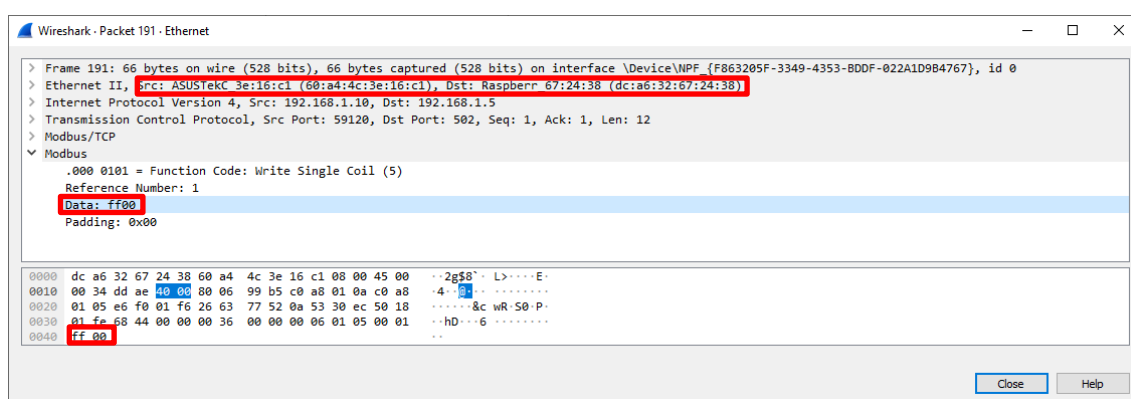 Wireshark · Packet 191 · Ethernet
> Frame 191: 66 bytes on wire (528 bits), 66 bytes captured (528 bits) on interface \Device\NPF_{F863205F-3349-4353-BDDF-022A1D9B4767}, id 0
> Ethernet II, Src: ASUSTekC_3e:16:c1 (60:a4:4c:3e:16:c1), Dst: Raspberr_67:24:38 (dc:a6:32:67:24:38)
> Internet Protocol Version 4, Src: 192.168.1.10, Dst: 192.168.1.5
> Transmission Control Protocol, Src Port: 59120, Dst Port: 502, Seq: 1, Ack: 1, Len: 12
> Modbus/TCP
Modbus
.000 0101 = Function Code: Write Single Coil (5)
Reference Number: 1
Data: ff00
Padding: 0x00
0000 dc a6 32 67 24 38 60 a4 4c 3e 16 c1 08 00 45 00 ··2g$8`· L>····E·
0010 00 34 dd ae 40 00 80 06 99 b5 c0 a8 01 0a c0 a8 ·4··@··· ········
0020 01 05 e6 f0 01 f6 26 63 77 52 0a 53 30 ec 50 18 ······&c wR·S0·P·
0030 01 fe 68 44 00 00 00 36 00 00 00 06 01 05 00 01 ··hD···6 ········
0040 ff 00 ··
Close Help